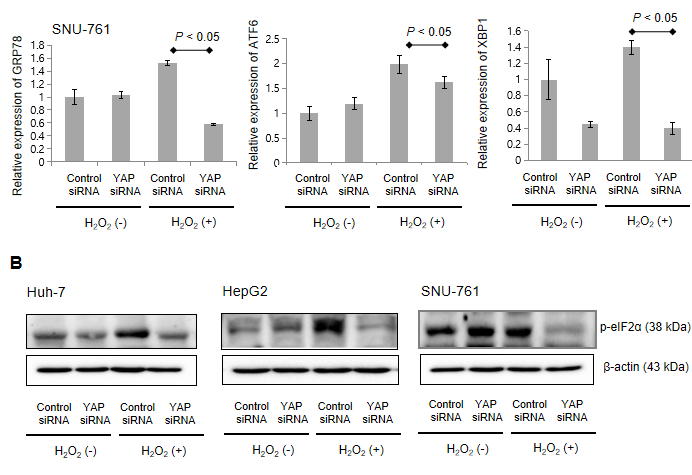 SNU-761
Relative expression of GRP78
1.8
1.6
1.4
1.2
1
0.8
0.6
0.4
0.2
0
P < 0.05
Control siRNA
YAP siRNA
Control siRNA
YAP siRNA
H₂O₂ (-)
H₂O₂ (+)
Relative expression of ATF6
2.5
2
1.5
1
0.5
0
P < 0.05
Control siRNA
YAP siRNA
Control siRNA
YAP siRNA
H₂O₂ (-)
H₂O₂ (+)
Relative expression of XBP1
1.6
1.4
1.2
1
0.8
0.6
0.4
0.2
0
P < 0.05
Control siRNA
YAP siRNA
Control siRNA
YAP siRNA
H₂O₂ (-)
H₂O₂ (+)
B
Huh-7
HepG2
SNU-761
p-eIF2α (38 kDa)
β-actin (43 kDa)
Control siRNA
YAP siRNA
Control siRNA
YAP siRNA
H₂O₂ (-)
H₂O₂ (+)
Control siRNA
YAP siRNA
Control siRNA
YAP siRNA
H₂O₂ (-)
H₂O₂ (+)
Control siRNA
YAP siRNA
Control siRNA
YAP siRNA
H₂O₂ (-)
H₂O₂ (+)